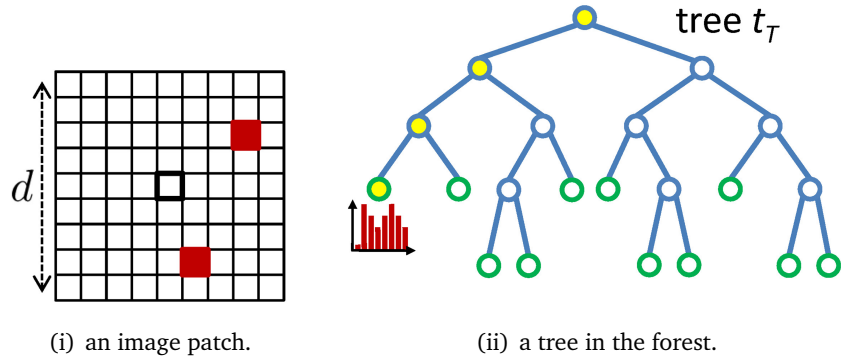 tree t_T
d
(i) an image patch.
(ii) a tree in the forest.